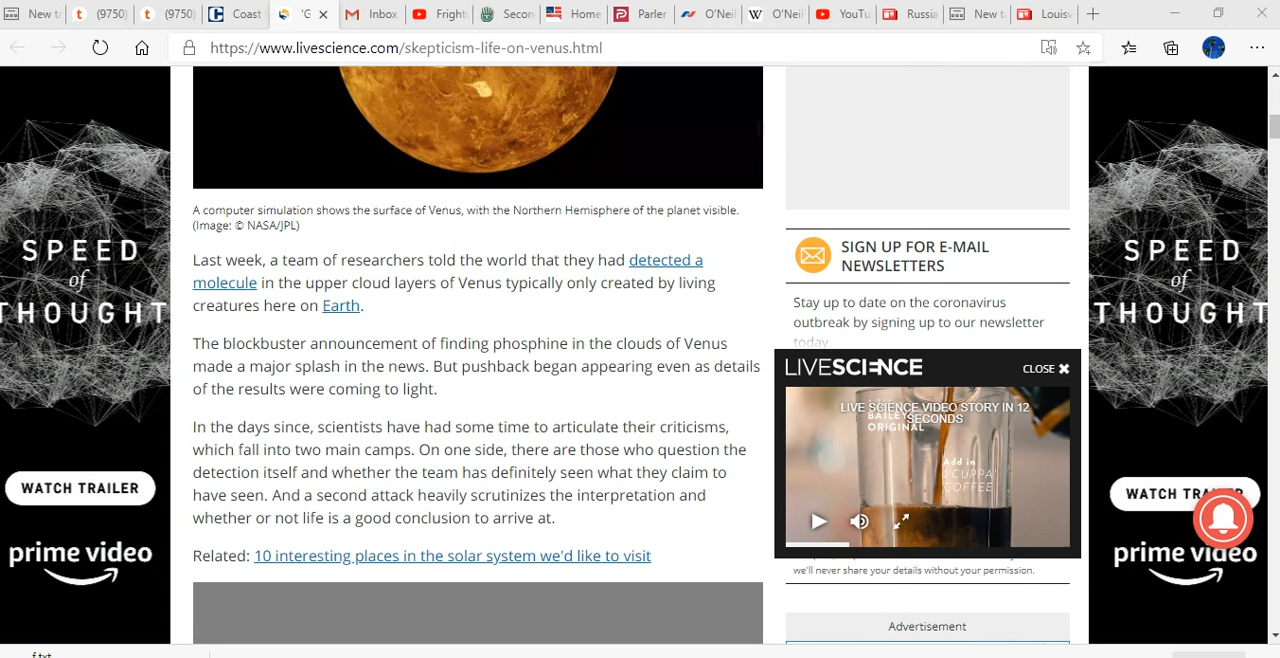 New ta
(9750)
(9750)
Coast
'G
Inbox
Fright
Secon
Home
Parler
O'Neil
O'Neil
YouTu
Russia
New t
Louisv
https://www.livescience.com/skepticism-life-on-venus.html
SPEED
of
THOUGHT
WATCH TRAILER
prime video
A computer simulation shows the surface of Venus, with the Northern Hemisphere of the planet visible.
(Image: © NASA/JPL)
Last week, a team of researchers told the world that they had detected a
molecule in the upper cloud layers of Venus typically only created by living
creatures here on Earth.
The blockbuster announcement of finding phosphine in the clouds of Venus
made a major splash in the news. But pushback began appearing even as details
of the results were coming to light.
In the days since, scientists have had some time to articulate their criticisms,
which fall into two main camps. On one side, there are those who question the
detection itself and whether the team has definitely seen what they claim to
have seen. And a second attack heavily scrutinizes the interpretation and
whether or not life is a good conclusion to arrive at.
Related: 10 interesting places in the solar system we'd like to visit
SIGN UP FOR E-MAIL
NEWSLETTERS
Stay up to date on the coronavirus
outbreak by signing up to our newsletter
today.
LIVESCIENCE
CLOSE ✖
LIVE SCIENCE VIDEO STORY IN 12
SECONDS
BAILEYS
ORIGINAL
Add in
CUPPA'
COFFEE
we'll never share your details without your permission.
Advertisement
SPEED
of
THOUGHT
WATCH TRAILER
prime video
f.txt